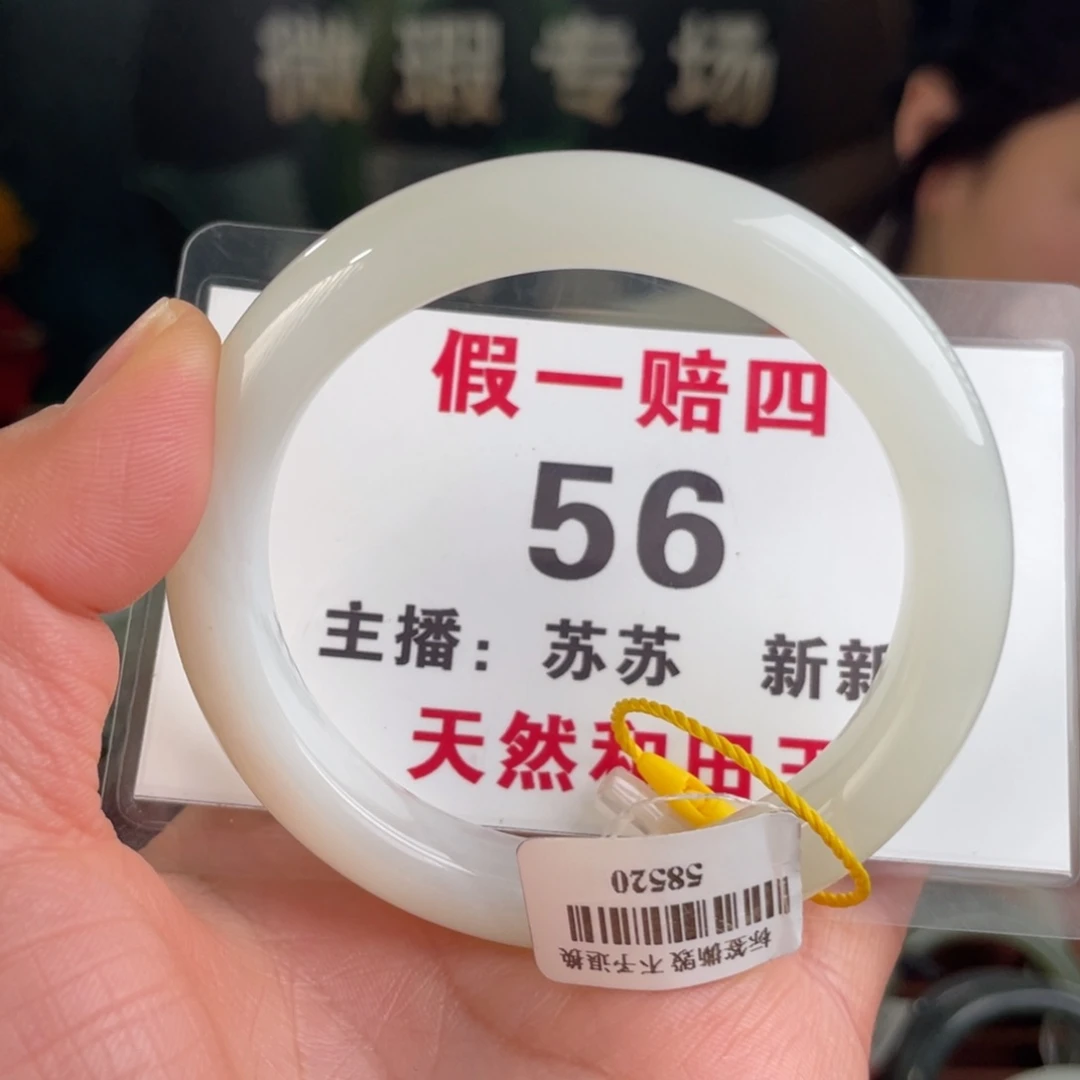 微瑕专场
假一赔四
56
主播：苏苏 新新
天然和田玉
58520
标签撕毁 不予退换